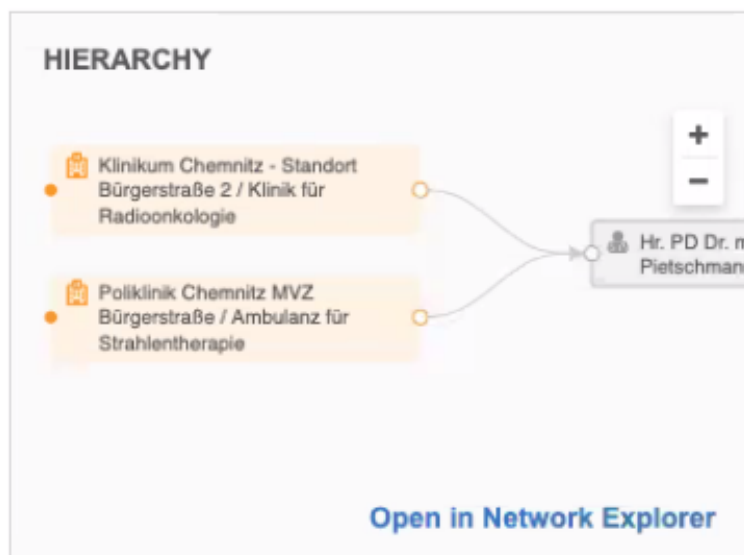 HIERARCHY
Klinikum Chemnitz - Standort
Bürgerstraße 2 / Klinik für
Radioonkologie
Poliklinik Chemnitz MVZ
Bürgerstraße / Ambulanz für
Strahlentherapie
+
−
Hr. PD Dr.
Pietschman
Open in Network Explorer